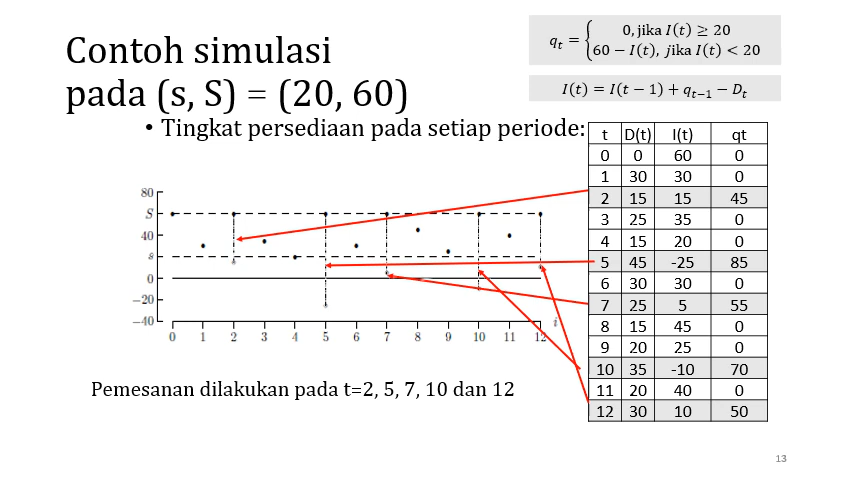 Contoh simulasi
pada (s, S) = (20, 60)
q_t = { 0, jika I(t) ≥ 20
60 − I(t), jika I(t) < 20
I(t) = I(t − 1) + q_{t−1} − D_t
• Tingkat persediaan pada setiap periode:
t D(t) I(t) qt
0 0 60 0
1 30 30 0
2 15 15 45
3 25 35 0
4 15 20 0
5 45 -25 85
6 30 30 0
7 25 5 55
8 15 45 0
9 20 25 0
10 35 -10 70
11 20 40 0
12 30 10 50
80
S
40
s
0
−20
−40
0 1 2 3 4 5 6 7 8 9 10 11 12
i
Pemesanan dilakukan pada t=2, 5, 7, 10 dan 12
13